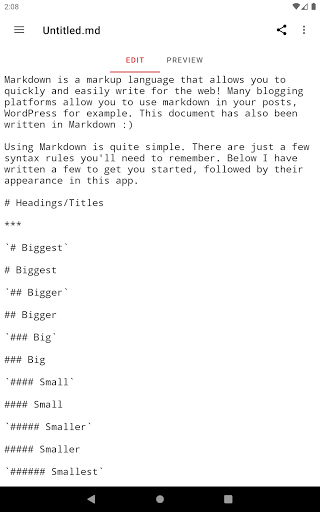 2:08
Untitled.md
EDIT PREVIEW
Markdown is a markup language that allows you to
quickly and easily write for the web! Many blogging
platforms allow you to use markdown in your posts,
WordPress for example. This document has also been
written in Markdown :)
Using Markdown is quite simple. There are just a few
syntax rules you'll need to remember. Below I have
written a few to get you started, followed by their
appearance in this app.
# Headings/Titles
***
`# Biggest`
# Biggest
`## Bigger`
## Bigger
`### Big`
### Big
`#### Small`
#### Small
`##### Smaller`
##### Smaller
`###### Smallest`